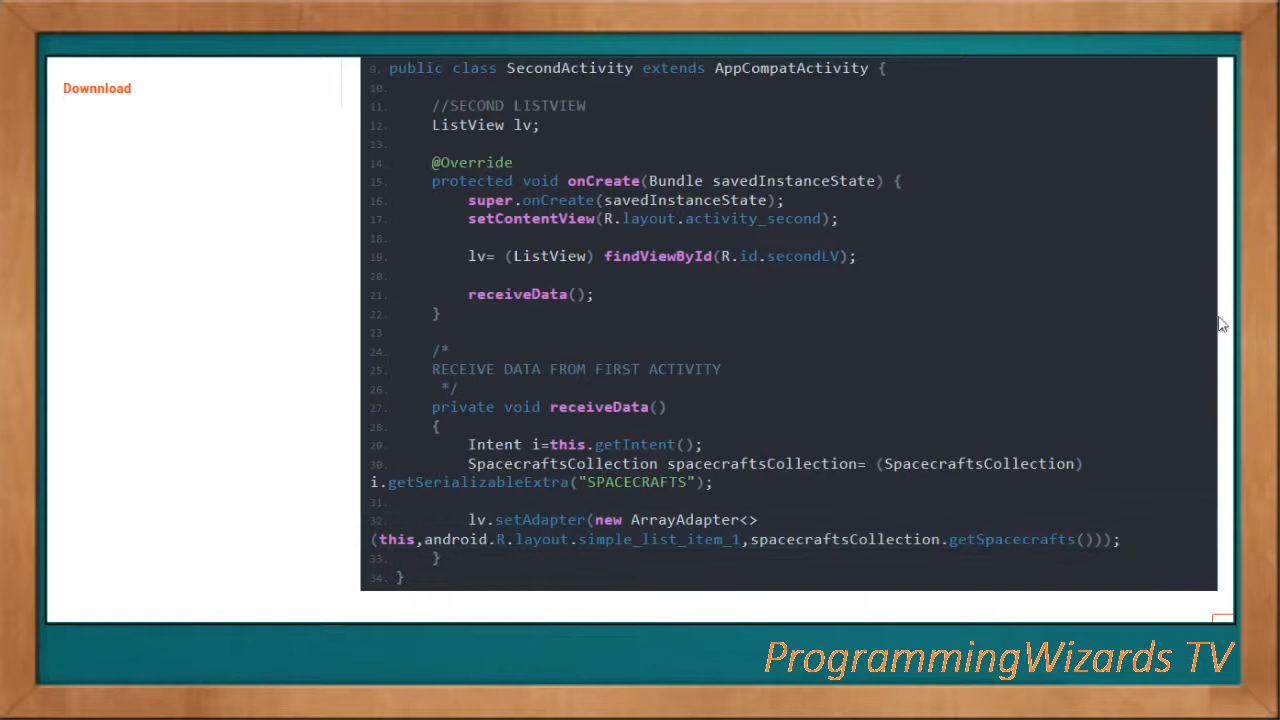 Downnload
9. public class SecondActivity extends AppCompatActivity {
10.
11. //SECOND LISTVIEW
12. ListView lv;
13.
14. @Override
15. protected void onCreate(Bundle savedInstanceState) {
16. super.onCreate(savedInstanceState);
17. setContentView(R.layout.activity_second);
18.
19. lv= (ListView) findViewById(R.id.secondLV);
20.
21. receiveData();
22. }
23
24. /*
25. RECEIVE DATA FROM FIRST ACTIVITY
26. */
27. private void receiveData()
28. {
29. Intent i=this.getIntent();
30. SpacecraftsCollection spacecraftsCollection= (SpacecraftsCollection)
i.getSerializableExtra("SPACECRAFTS");
31.
32. lv.setAdapter(new ArrayAdapter<>
(this,android.R.layout.simple_list_item_1,spacecraftsCollection.getSpacecrafts()));
33. }
34. }
ProgrammingWizards TV